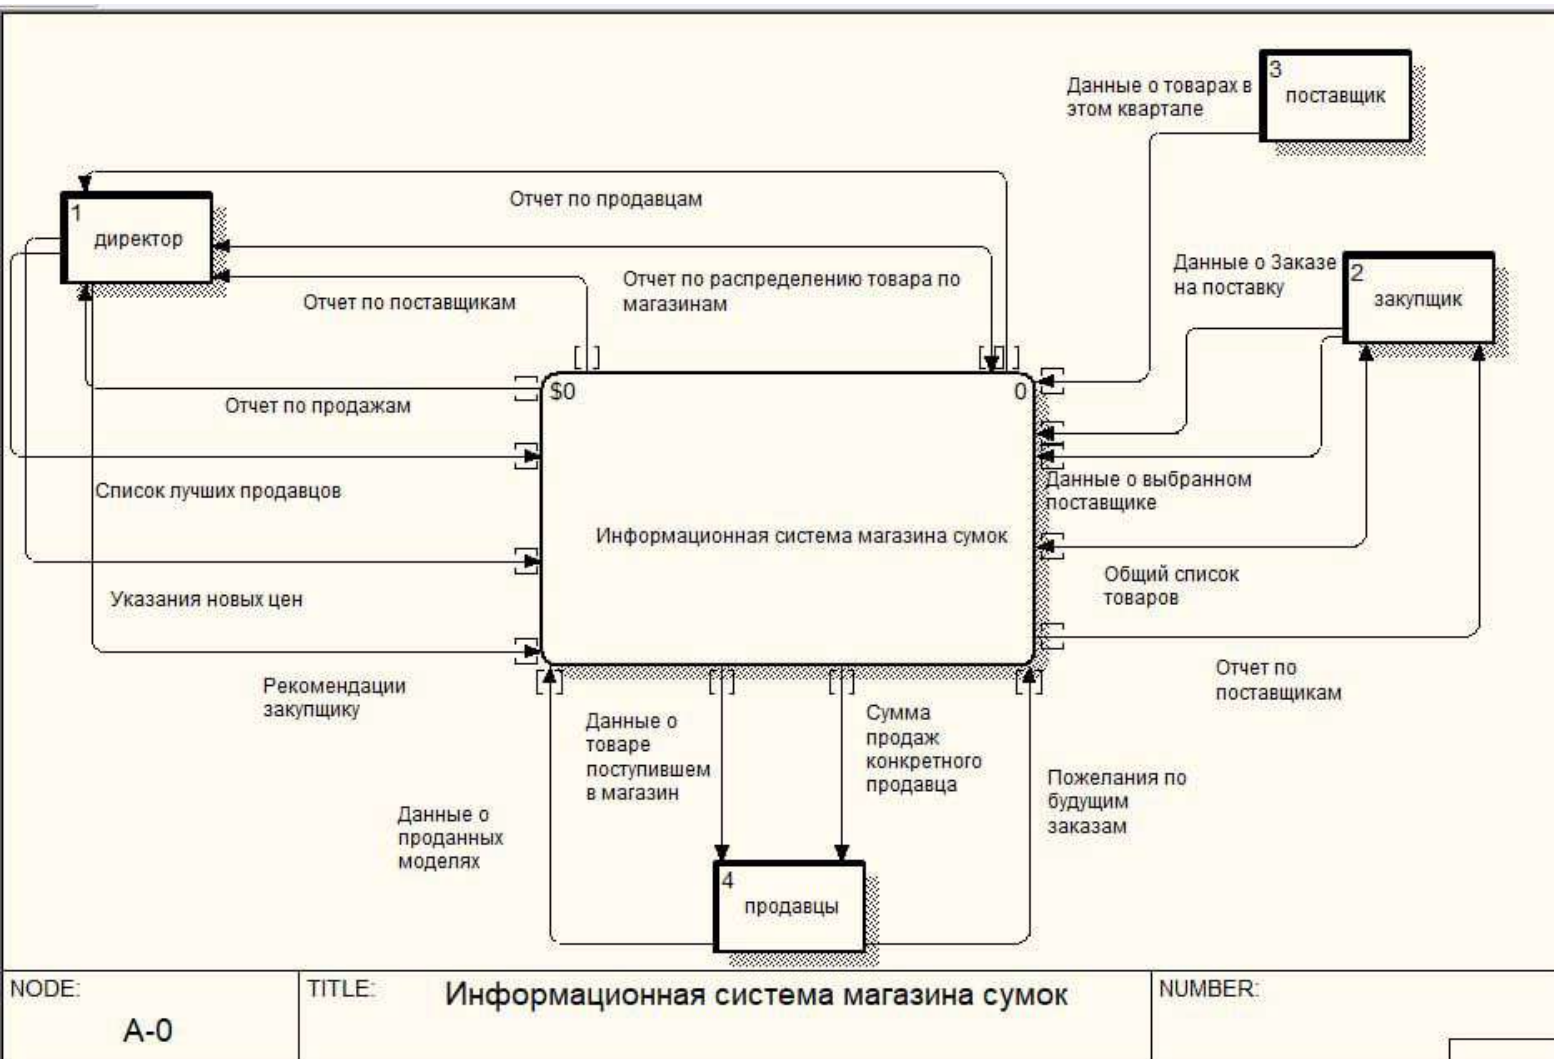 3
поставщик
Данные о товарах в
этом квартале
Отчет по продавцам
1
директор
Данные о Заказе
на поставку
2
закупщик
Отчет по распределению товара по
магазинам
Отчет по поставщикам
$0
0
Отчет по продажам
Список лучших продавцов
Данные о выбранном
поставщике
Информационная система магазина сумок
Общий список
товаров
Указания новых цен
Отчет по
поставщикам
Рекомендации
закупщику
Данные о
товаре
поступившем
в магазин
Сумма
продаж
конкретного
продавца
Пожелания по
будущим
заказам
Данные о
проданных
моделях
4
продавцы
NODE:
A-0
TITLE:
Информационная система магазина сумок
NUMBER: